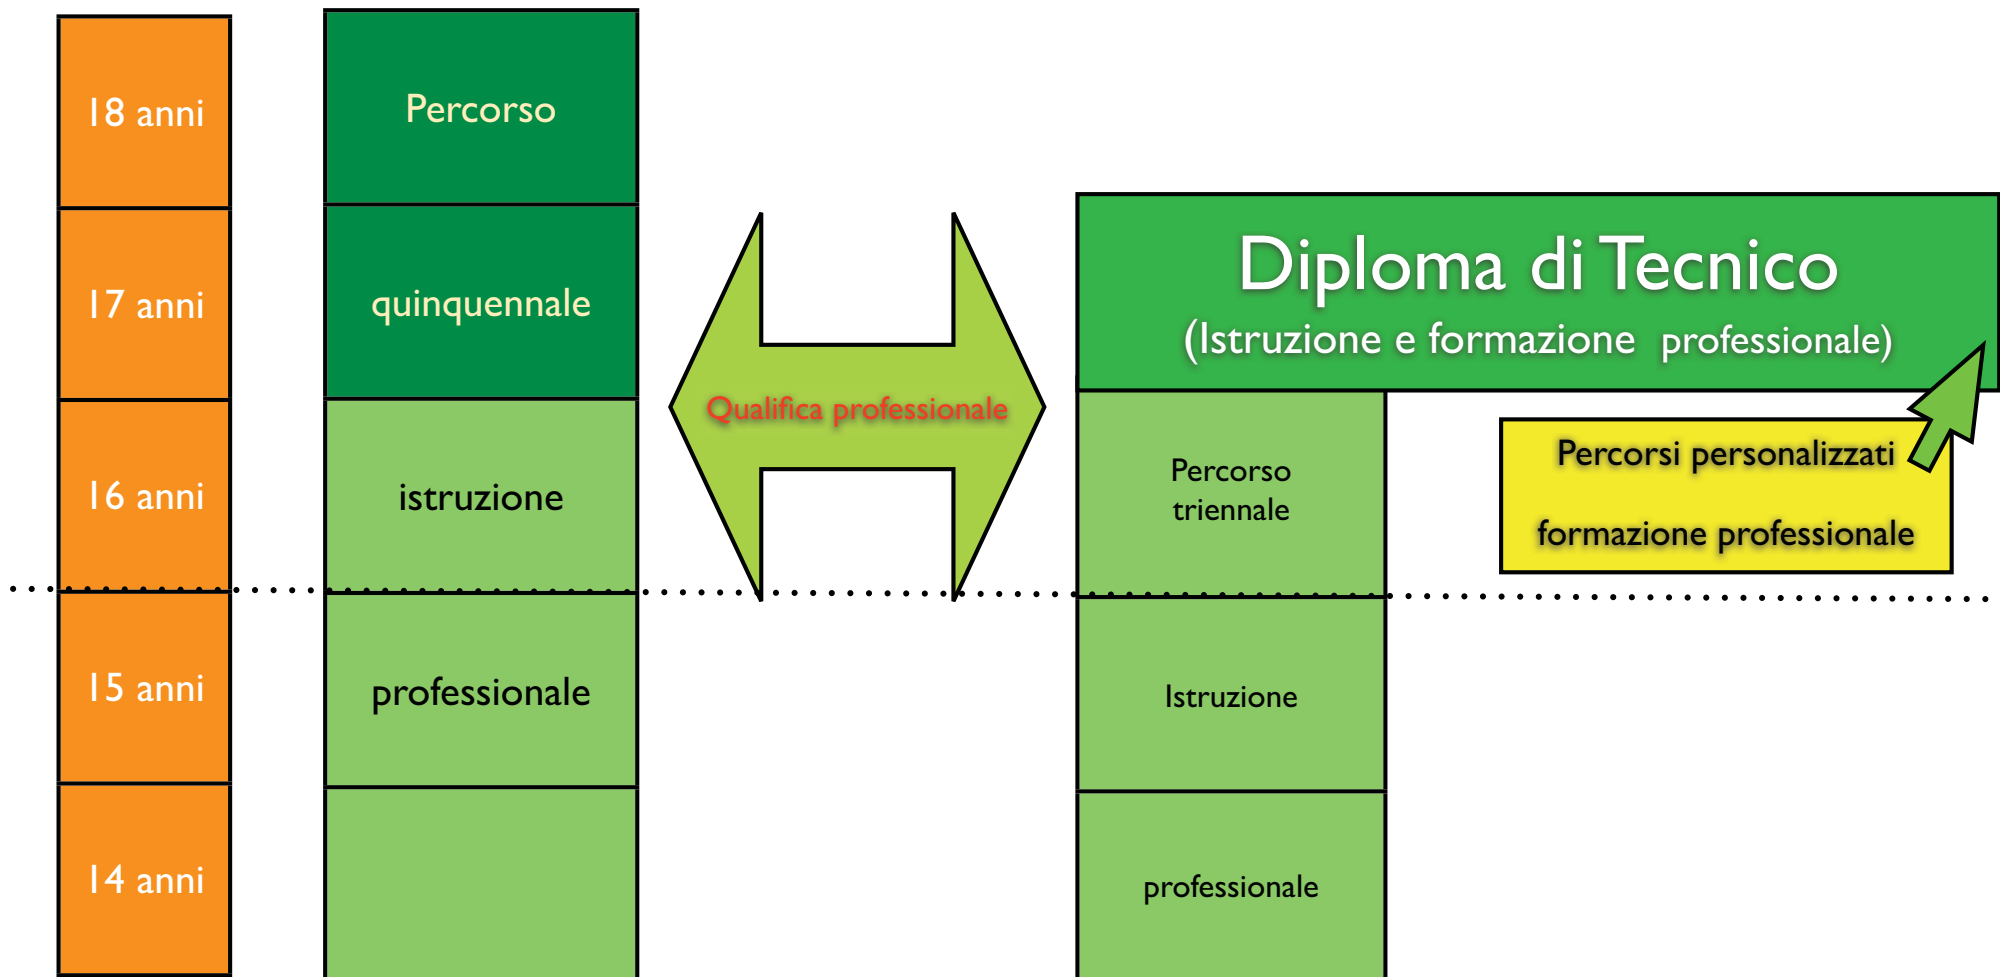 18 anni
17 anni
16 anni
15 anni
14 anni
Percorso
quinquennale
istruzione
professionale
Qualifica professionale
Diploma di Tecnico
(Istruzione e formazione professionale)
Percorso
triennale
Istruzione
professionale
Percorsi personalizzati
formazione professionale